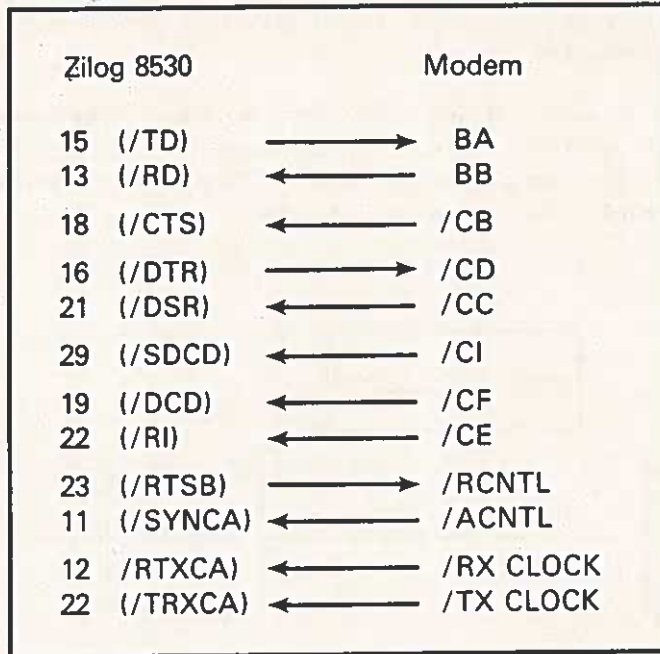 Zilog 8530 Modem
15 (/TD) BA
13 (/RD) BB
18 (/CTS) /CB
16 (/DTR) /CD
21 (/DSR) /CC
29 (/SDCD) /CI
19 (/DCD) /CF
22 (/RI) /CE
23 (/RTSB) /RCNTL
11 (/SYNCA) /ACNTL
12 /RTXCA) /RX CLOCK
22 (/TRXCA) /TX CLOCK